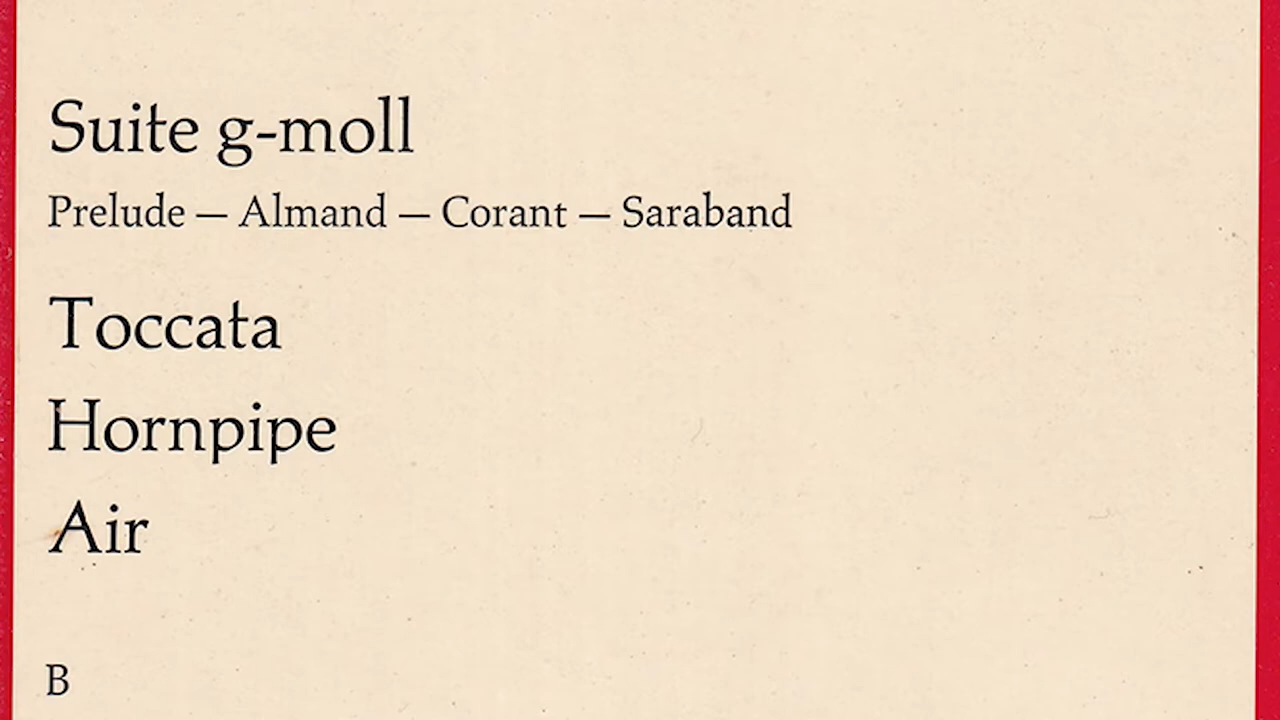 Suite g-moll
Prelude — Almand — Corant — Saraband
Toccata
Hornpipe
Air
B